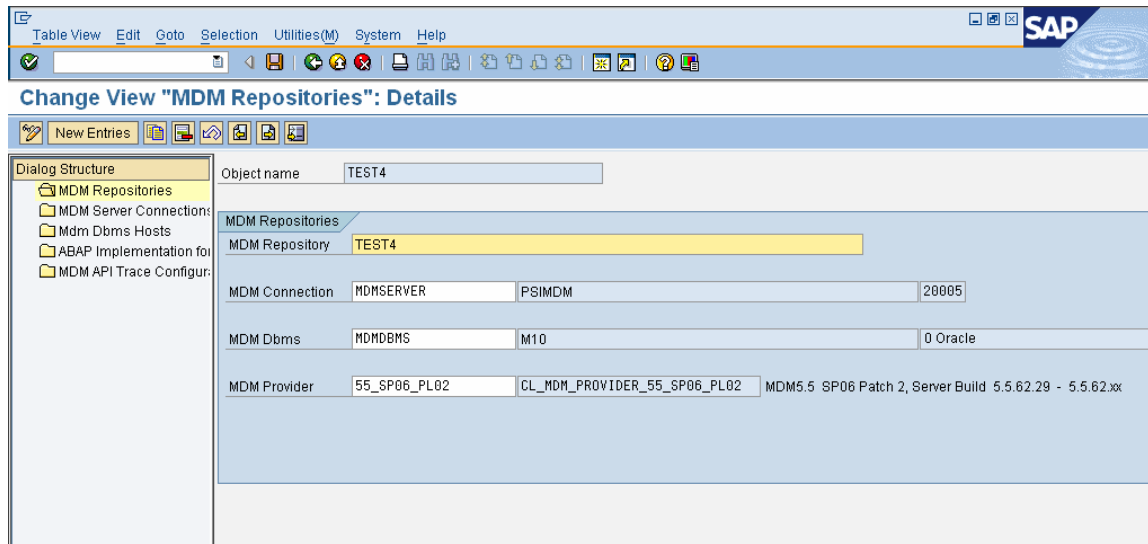 Table View Edit Goto Selection Utilities(M) System Help
SAP
Change View "MDM Repositories": Details
New Entries
Dialog Structure
MDM Repositories
MDM Server Connections
Mdm Dbms Hosts
ABAP Implementation for
MDM API Trace Configura
Object name TEST4
MDM Repositories
MDM Repository TEST4
MDM Connection MDMSERVER PSIMDM 20005
MDM Dbms MDMDBMS M10 0 Oracle
MDM Provider 55_SP06_PL02 CL_MDM_PROVIDER_55_SP06_PL02 MDM5.5 SP06 Patch 2, Server Build 5.5.62.29 - 5.5.62.xx